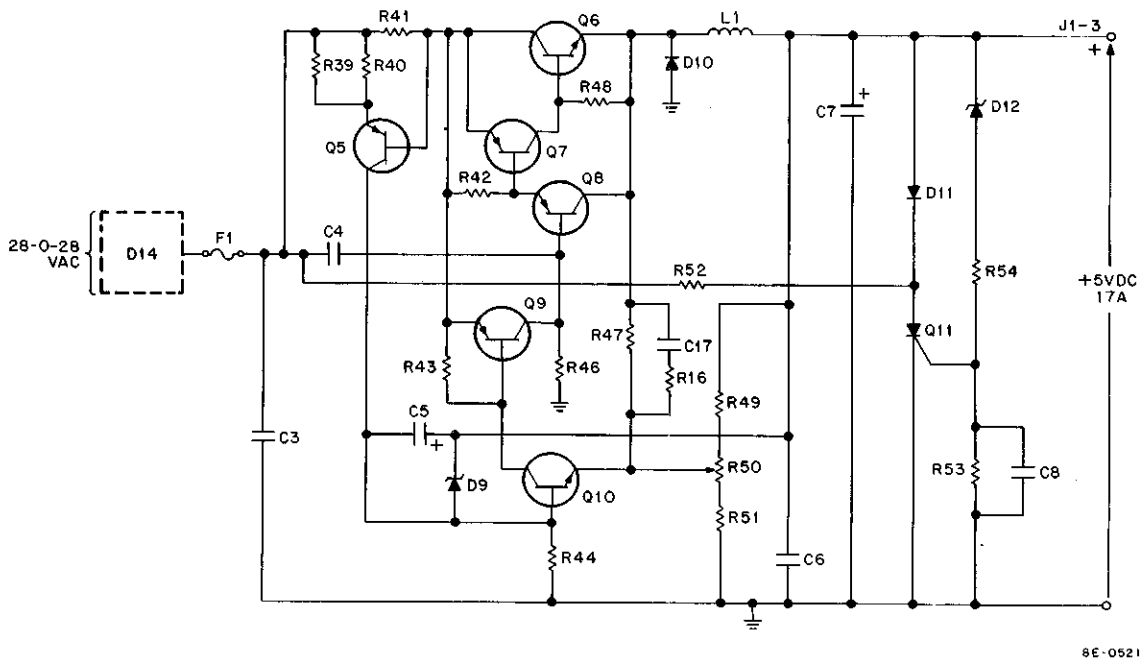 R41
Q6
L1
J1-3
+
R39
R40
D10
R48
C7
+
D12
Q5
Q7
R42
Q8
D11
28-0-28
VAC
D14
F1
C4
R52
R54
+5VDC
17A
Q9
R47
C17
Q11
R43
R46
R16
R49
C5
+
C3
D9
Q10
R50
R53
C8
R51
R44
C6
8E-0521